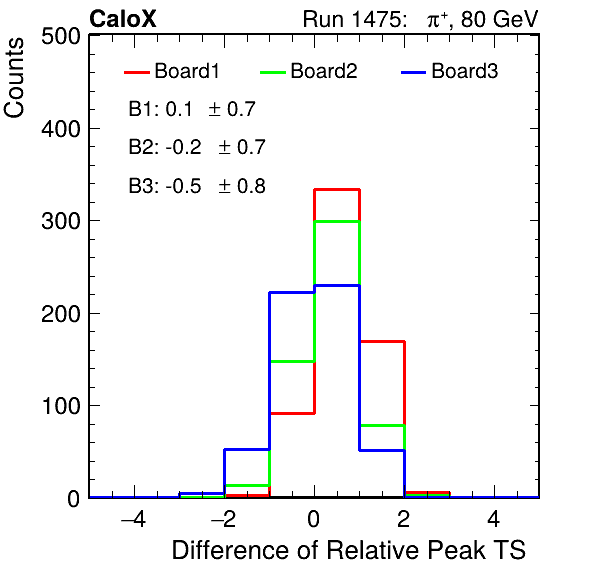 CaloX Run 1475: π⁺, 80 GeV
Counts
500
400
300
200
100
0
Board1 Board2 Board3
B1: 0.1 ± 0.7
B2: -0.2 ± 0.7
B3: -0.5 ± 0.8
−4 −2 0 2 4
Difference of Relative Peak TS